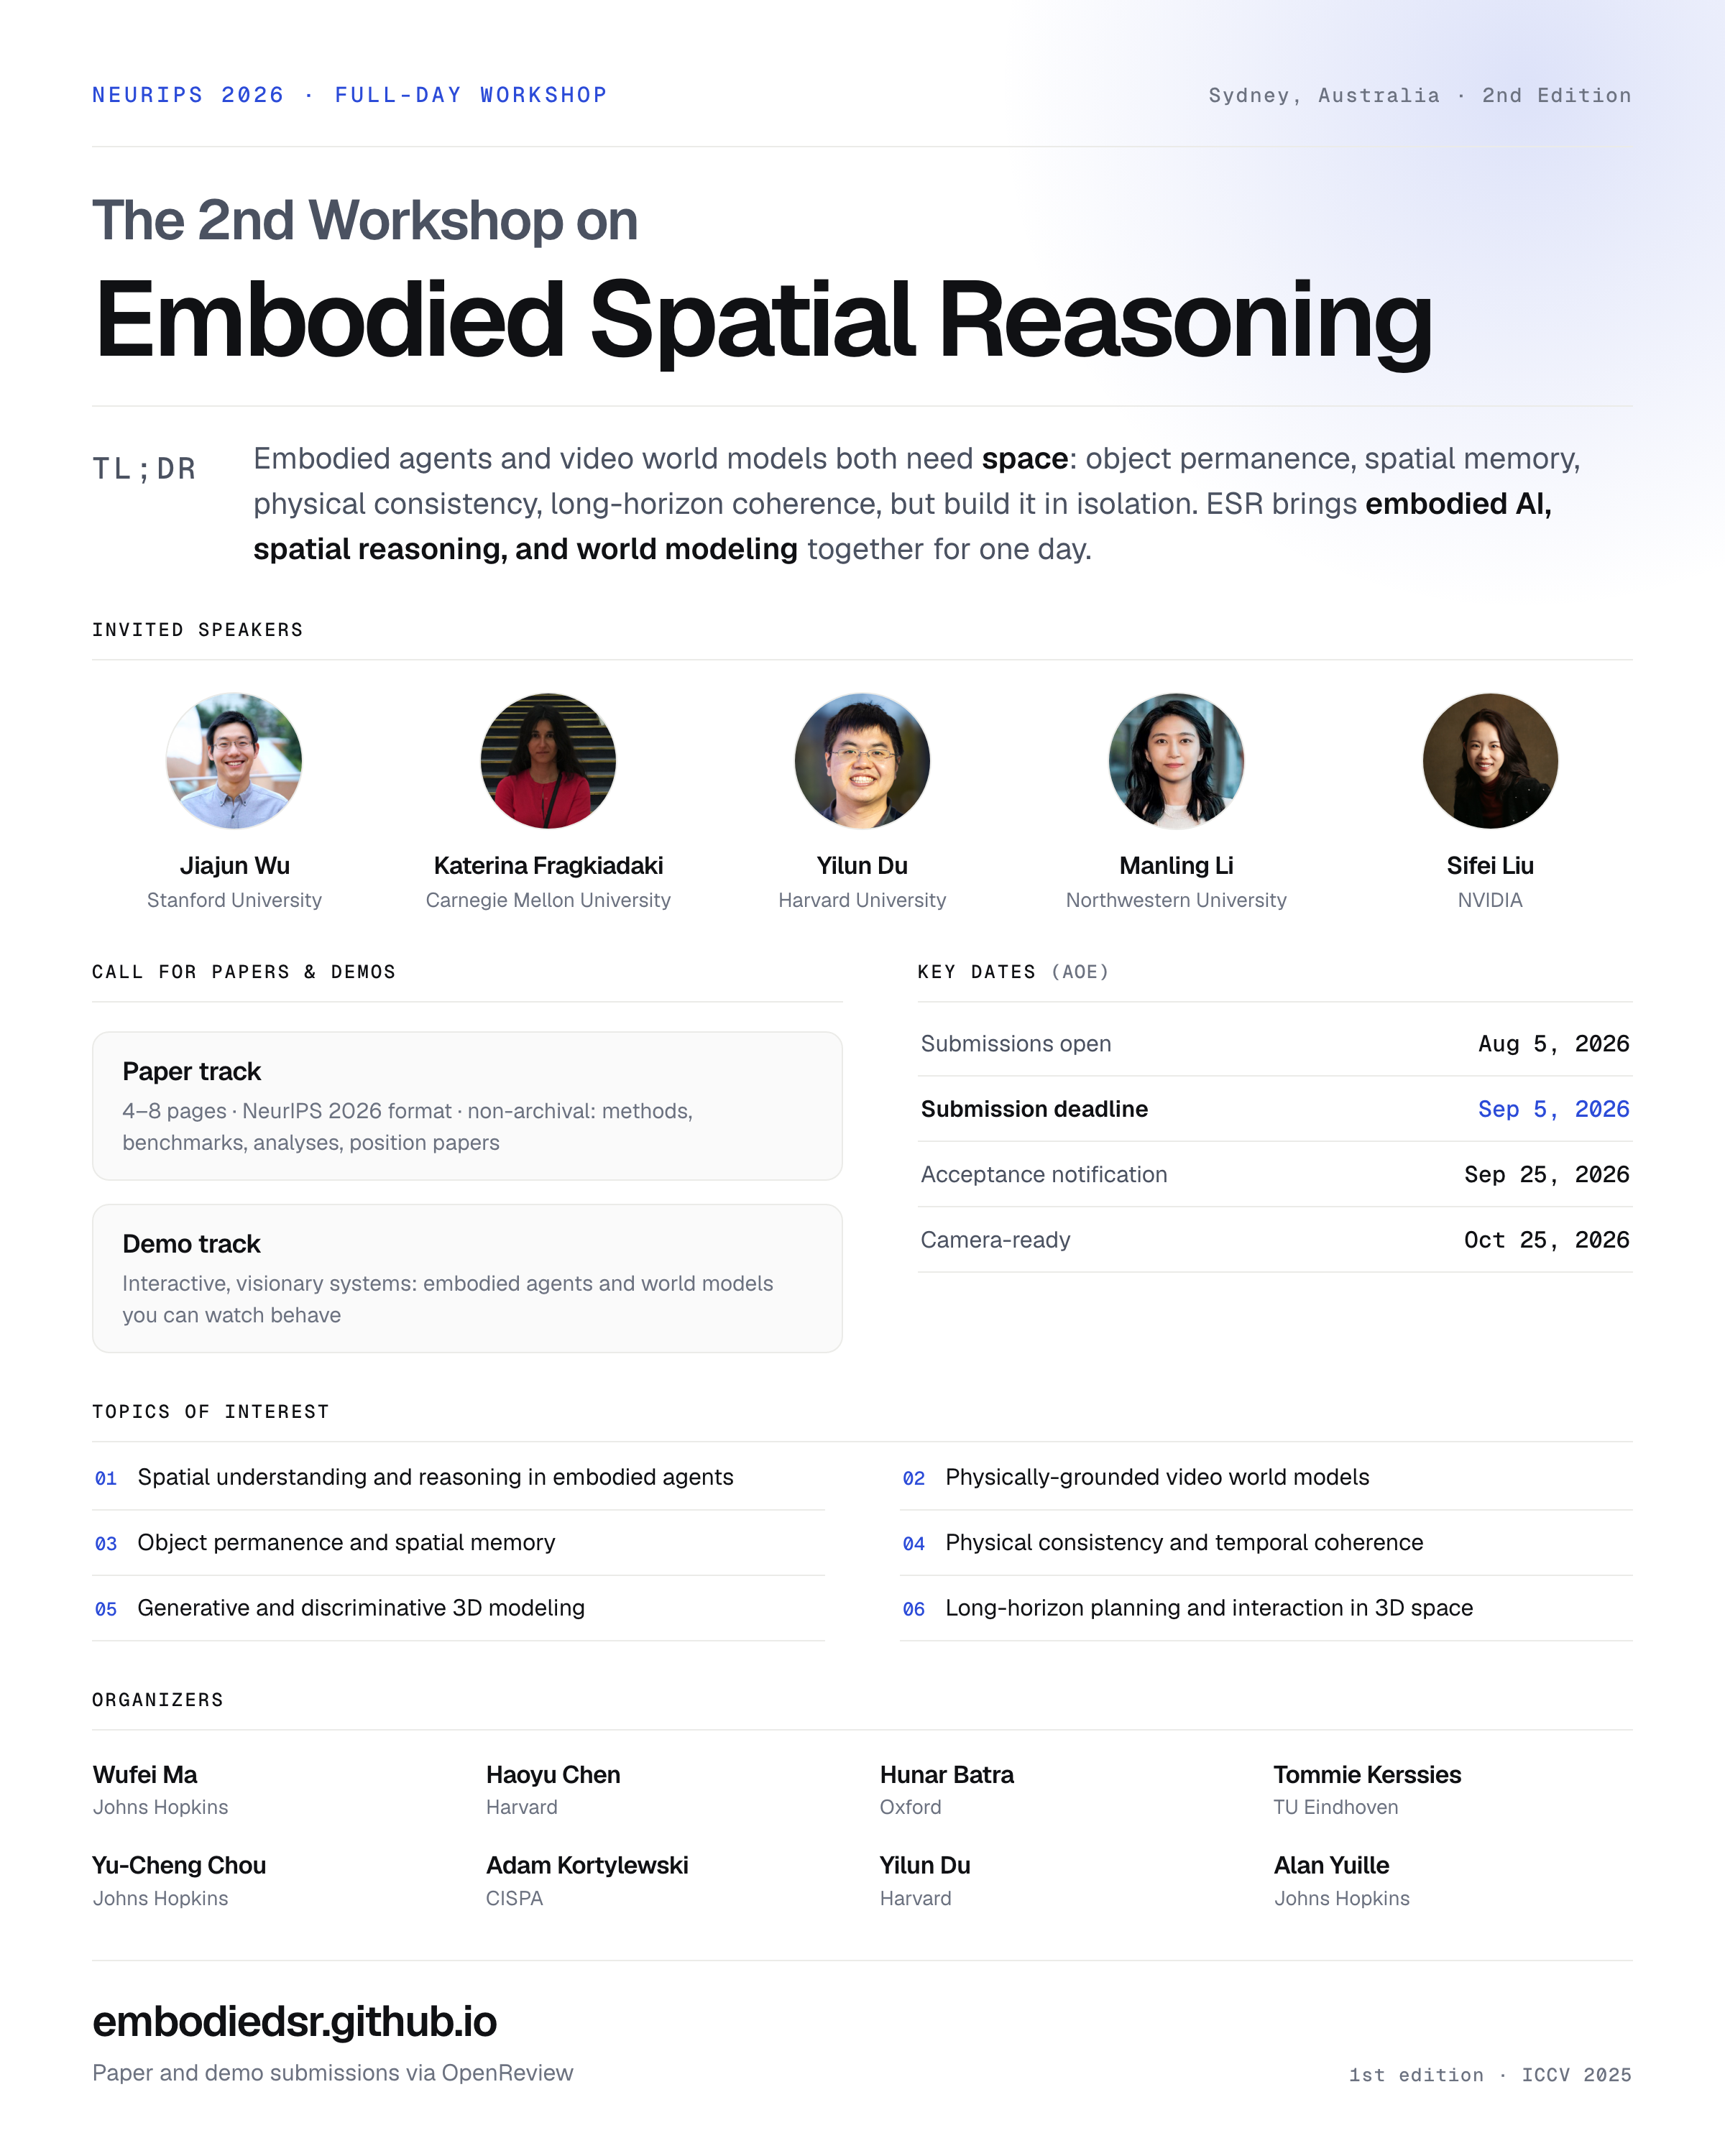 NEURIPS 2026 · FULL-DAY WORKSHOP
Sydney, Australia · 2nd Edition
The 2nd Workshop on
Embodied Spatial Reasoning
TL;DR
Embodied agents and video world models both need space: object permanence, spatial memory,
physical consistency, long-horizon coherence, but build it in isolation. ESR brings embodied AI,
spatial reasoning, and world modeling together for one day.
INVITED SPEAKERS
Jiajun Wu
Stanford University
Katerina Fragkiadaki
Carnegie Mellon University
Yilun Du
Harvard University
Manling Li
Northwestern University
Sifei Liu
NVIDIA
CALL FOR PAPERS & DEMOS
Paper track
4–8 pages · NeurIPS 2026 format · non-archival: methods,
benchmarks, analyses, position papers
Demo track
Interactive, visionary systems: embodied agents and world models
you can watch behave
KEY DATES (AOE)
Submissions open Aug 5, 2026
Submission deadline Sep 5, 2026
Acceptance notification Sep 25, 2026
Camera-ready Oct 25, 2026
TOPICS OF INTEREST
01 Spatial understanding and reasoning in embodied agents
02 Physically-grounded video world models
03 Object permanence and spatial memory
04 Physical consistency and temporal coherence
05 Generative and discriminative 3D modeling
06 Long-horizon planning and interaction in 3D space
ORGANIZERS
Wufei Ma
Johns Hopkins
Haoyu Chen
Harvard
Hunar Batra
Oxford
Tommie Kerssies
TU Eindhoven
Yu-Cheng Chou
Johns Hopkins
Adam Kortylewski
CISPA
Yilun Du
Harvard
Alan Yuille
Johns Hopkins
embodiedsr.github.io
Paper and demo submissions via OpenReview
1st edition · ICCV 2025